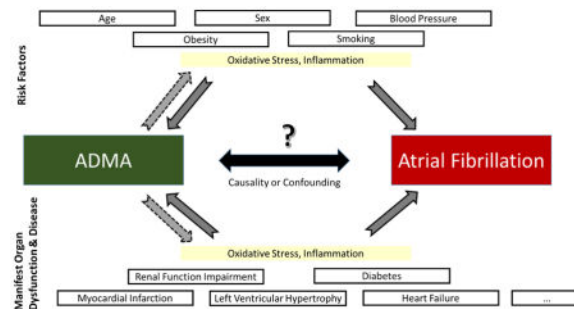 Age
Sex
Blood Pressure
Obesity
Smoking
Risk Factors
Oxidative Stress, Inflammation
?
ADMA
Atrial Fibrillation
Causality or Confounding
Manifest Organ
Dysfunction & Disease
Oxidative Stress, Inflammation
Renal Function Impairment
Diabetes
Myocardial Infarction
Left Ventricular Hypertrophy
Heart Failure
...